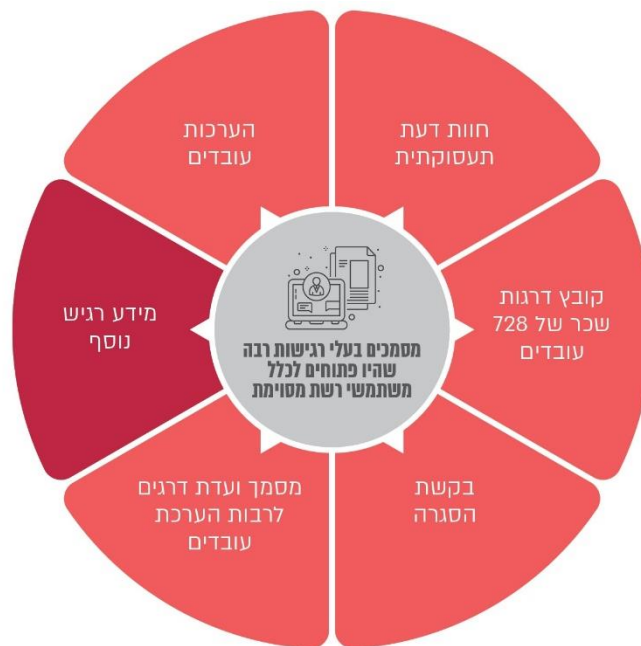 חוות דעת
תעסוקתית
קובץ דרגות
שכר של 728
עובדים
בקשת
הסגרה
מסמך ועדת דרגים
לרבות הערכת
עובדים
מידע רגיש
נוסף
הערכות
עובדים
מסמכים בעלי רגישות רבה
שהיו פתוחים לכלל
משתמשי רשת מסוימת